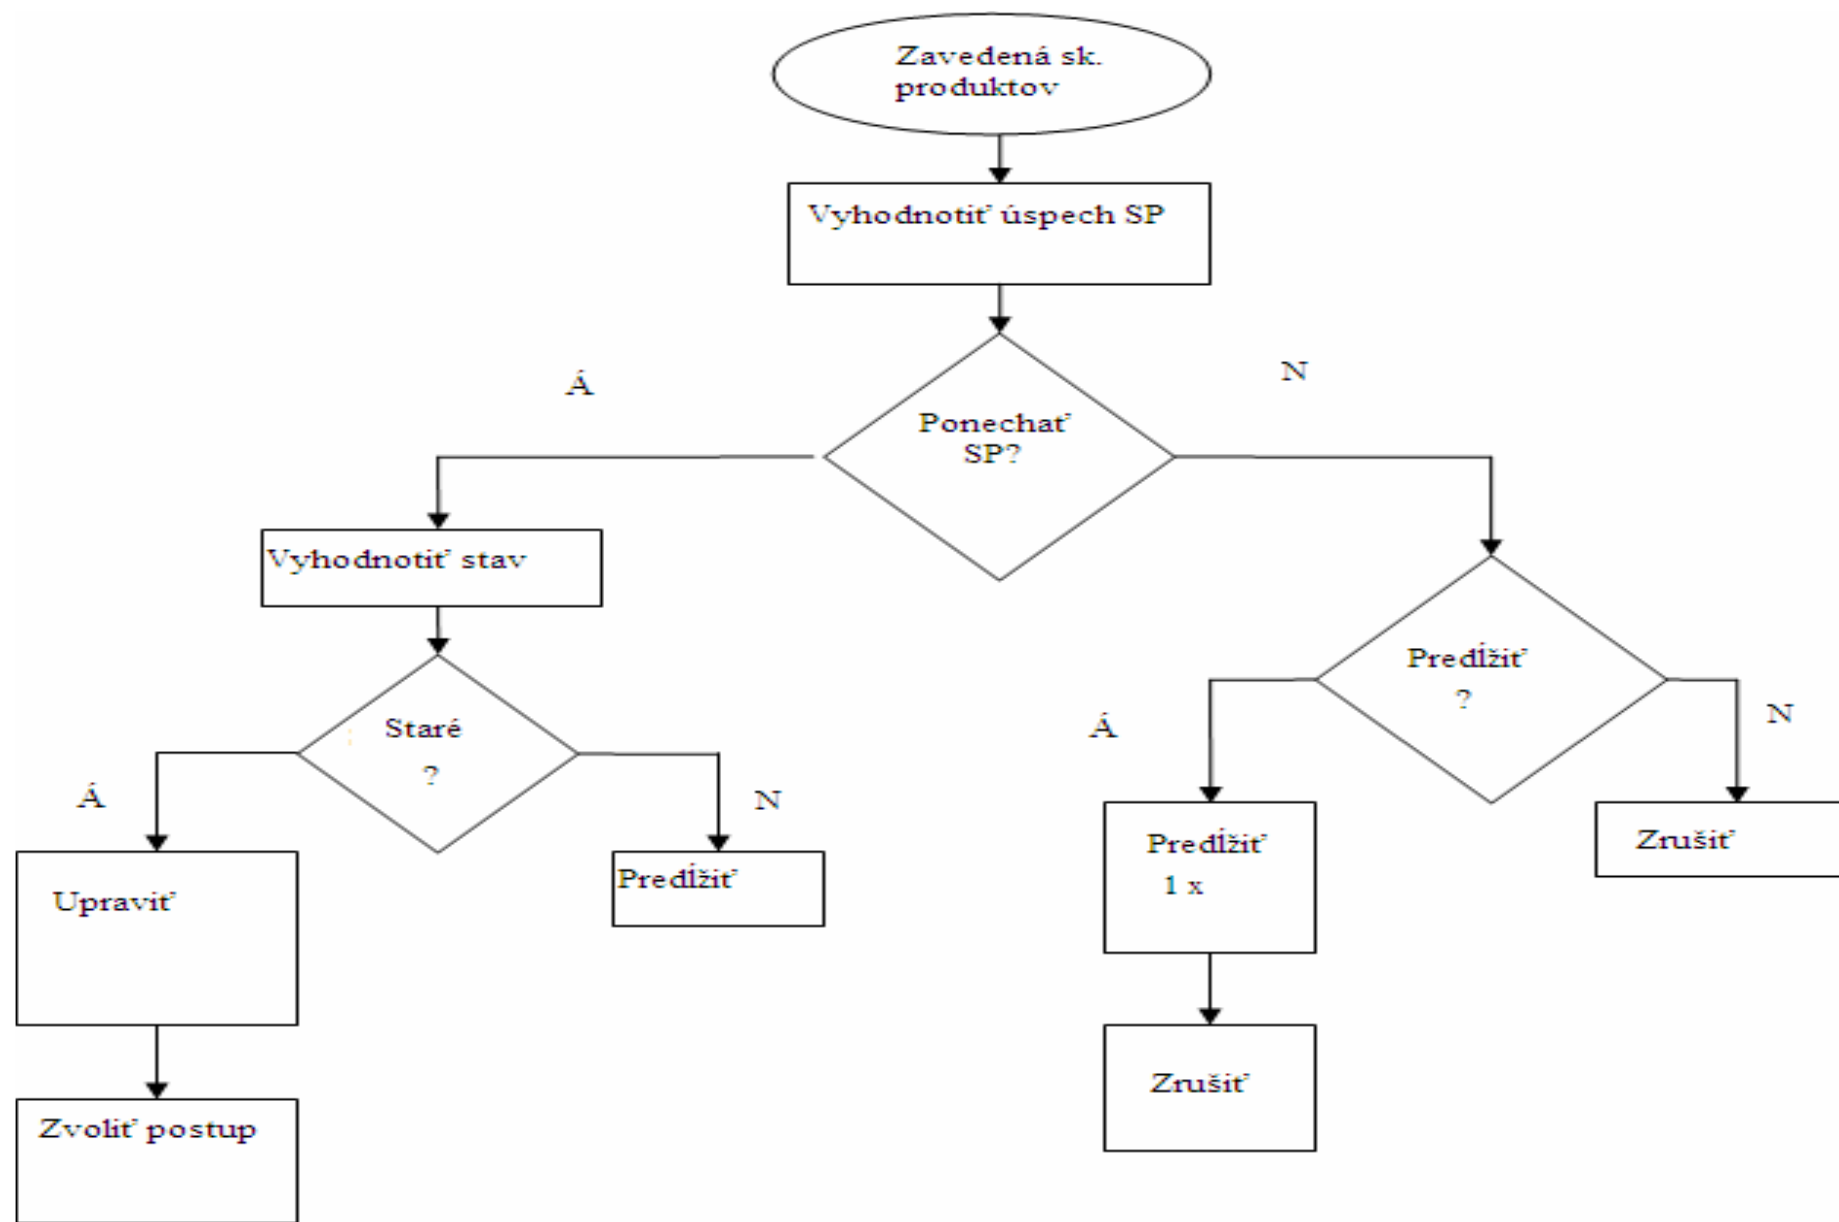 Zavedená sk.
produktov
Vyhodnotiť úspech SP
Á
N
Ponechať
SP?
Vyhodnotiť stav
Predĺžiť
?
Staré
?
Á
N
Á
N
Predĺžiť
1 x
Zrušiť
Upraviť
Predĺžiť
Zrušiť
Zvoliť postup